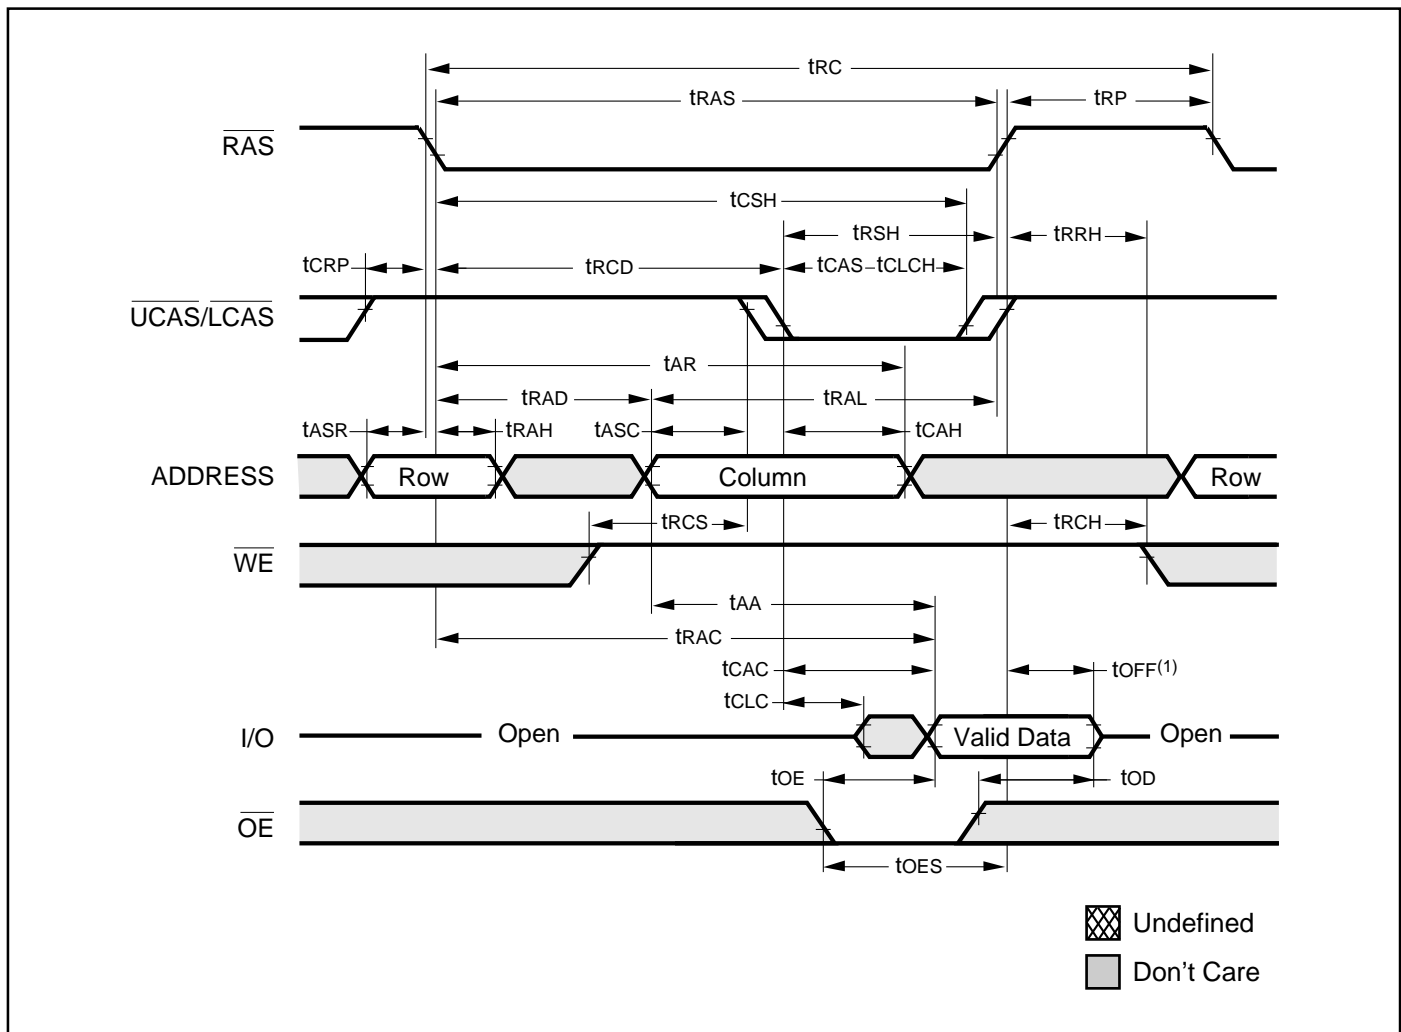 tRC
tRAS
tRP
RAS
tCSH
tRSH
tRRH
tCRP
tRCD
tCAS
tCLCH
UCAS/LCAS
tAR
tRAD
tRAL
tASR
tRAH
tASC
tCAH
ADDRESS
Row
Column
Row
tRCS
tRCH
WE
tAA
tRAC
tCAC
tOFF(1)
tCLC
I/O
Open
Valid Data
Open
tOE
tOD
OE
tOES
Undefined
Don't Care